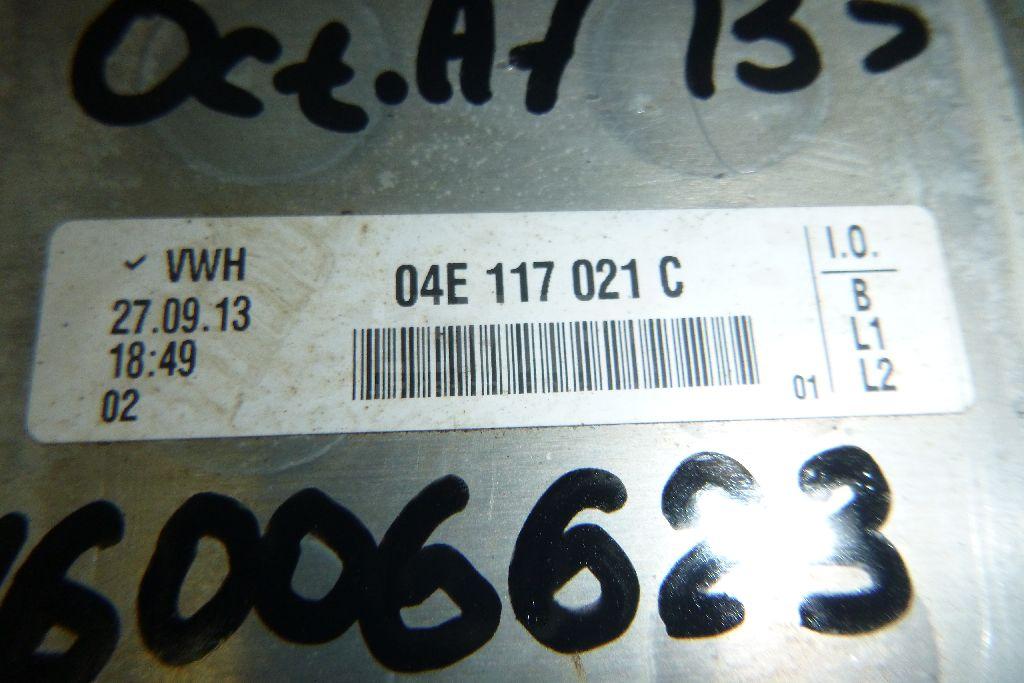 Oct. A7 13>
✓ VWH
27.09.13
18:49
02
04E 117 021 C
01
I.O.
B
L1
L2
6006623